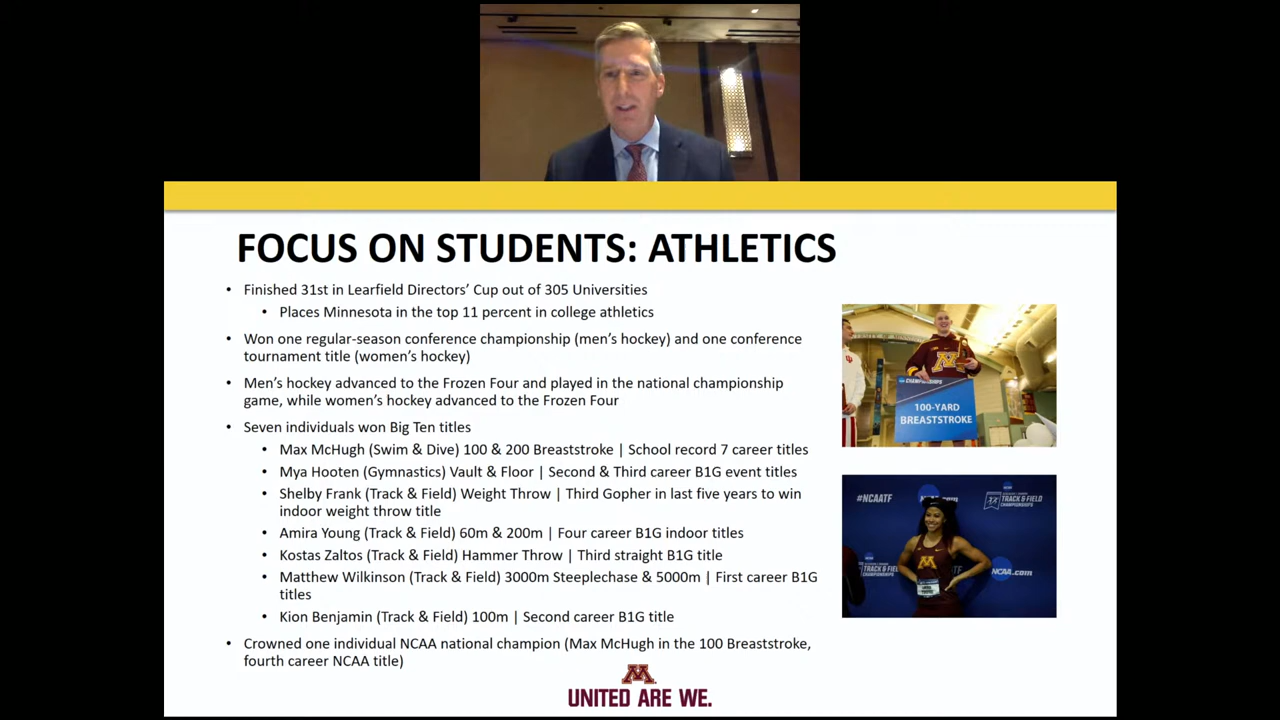 FOCUS ON STUDENTS: ATHLETICS
• Finished 31st in Learfield Directors’ Cup out of 305 Universities
• Places Minnesota in the top 11 percent in college athletics
• Won one regular-season conference championship (men’s hockey) and one conference
tournament title (women’s hockey)
• Men’s hockey advanced to the Frozen Four and played in the national championship
game, while women’s hockey advanced to the Frozen Four
• Seven individuals won Big Ten titles
• Max McHugh (Swim & Dive) 100 & 200 Breaststroke | School record 7 career titles
• Mya Hooten (Gymnastics) Vault & Floor | Second & Third career B1G event titles
• Shelby Frank (Track & Field) Weight Throw | Third Gopher in last five years to win
indoor weight throw title
• Amira Young (Track & Field) 60m & 200m | Four career B1G indoor titles
• Kostas Zaltos (Track & Field) Hammer Throw | Third straight B1G title
• Matthew Wilkinson (Track & Field) 3000m Steeplechase & 5000m | First career B1G
titles
• Kion Benjamin (Track & Field) 100m | Second career B1G title
• Crowned one individual NCAA national champion (Max McHugh in the 100 Breaststroke,
fourth career NCAA title)
M
CHAMPIONSHIPS
100-YARD
BREASTSTROKE
#NCAATF
TRACK & FIELD
CHAMPIONSHIPS
M
TRACK & FIELD
CHAMPIONSHIPS
NCAA.com
M
UNITED ARE WE.